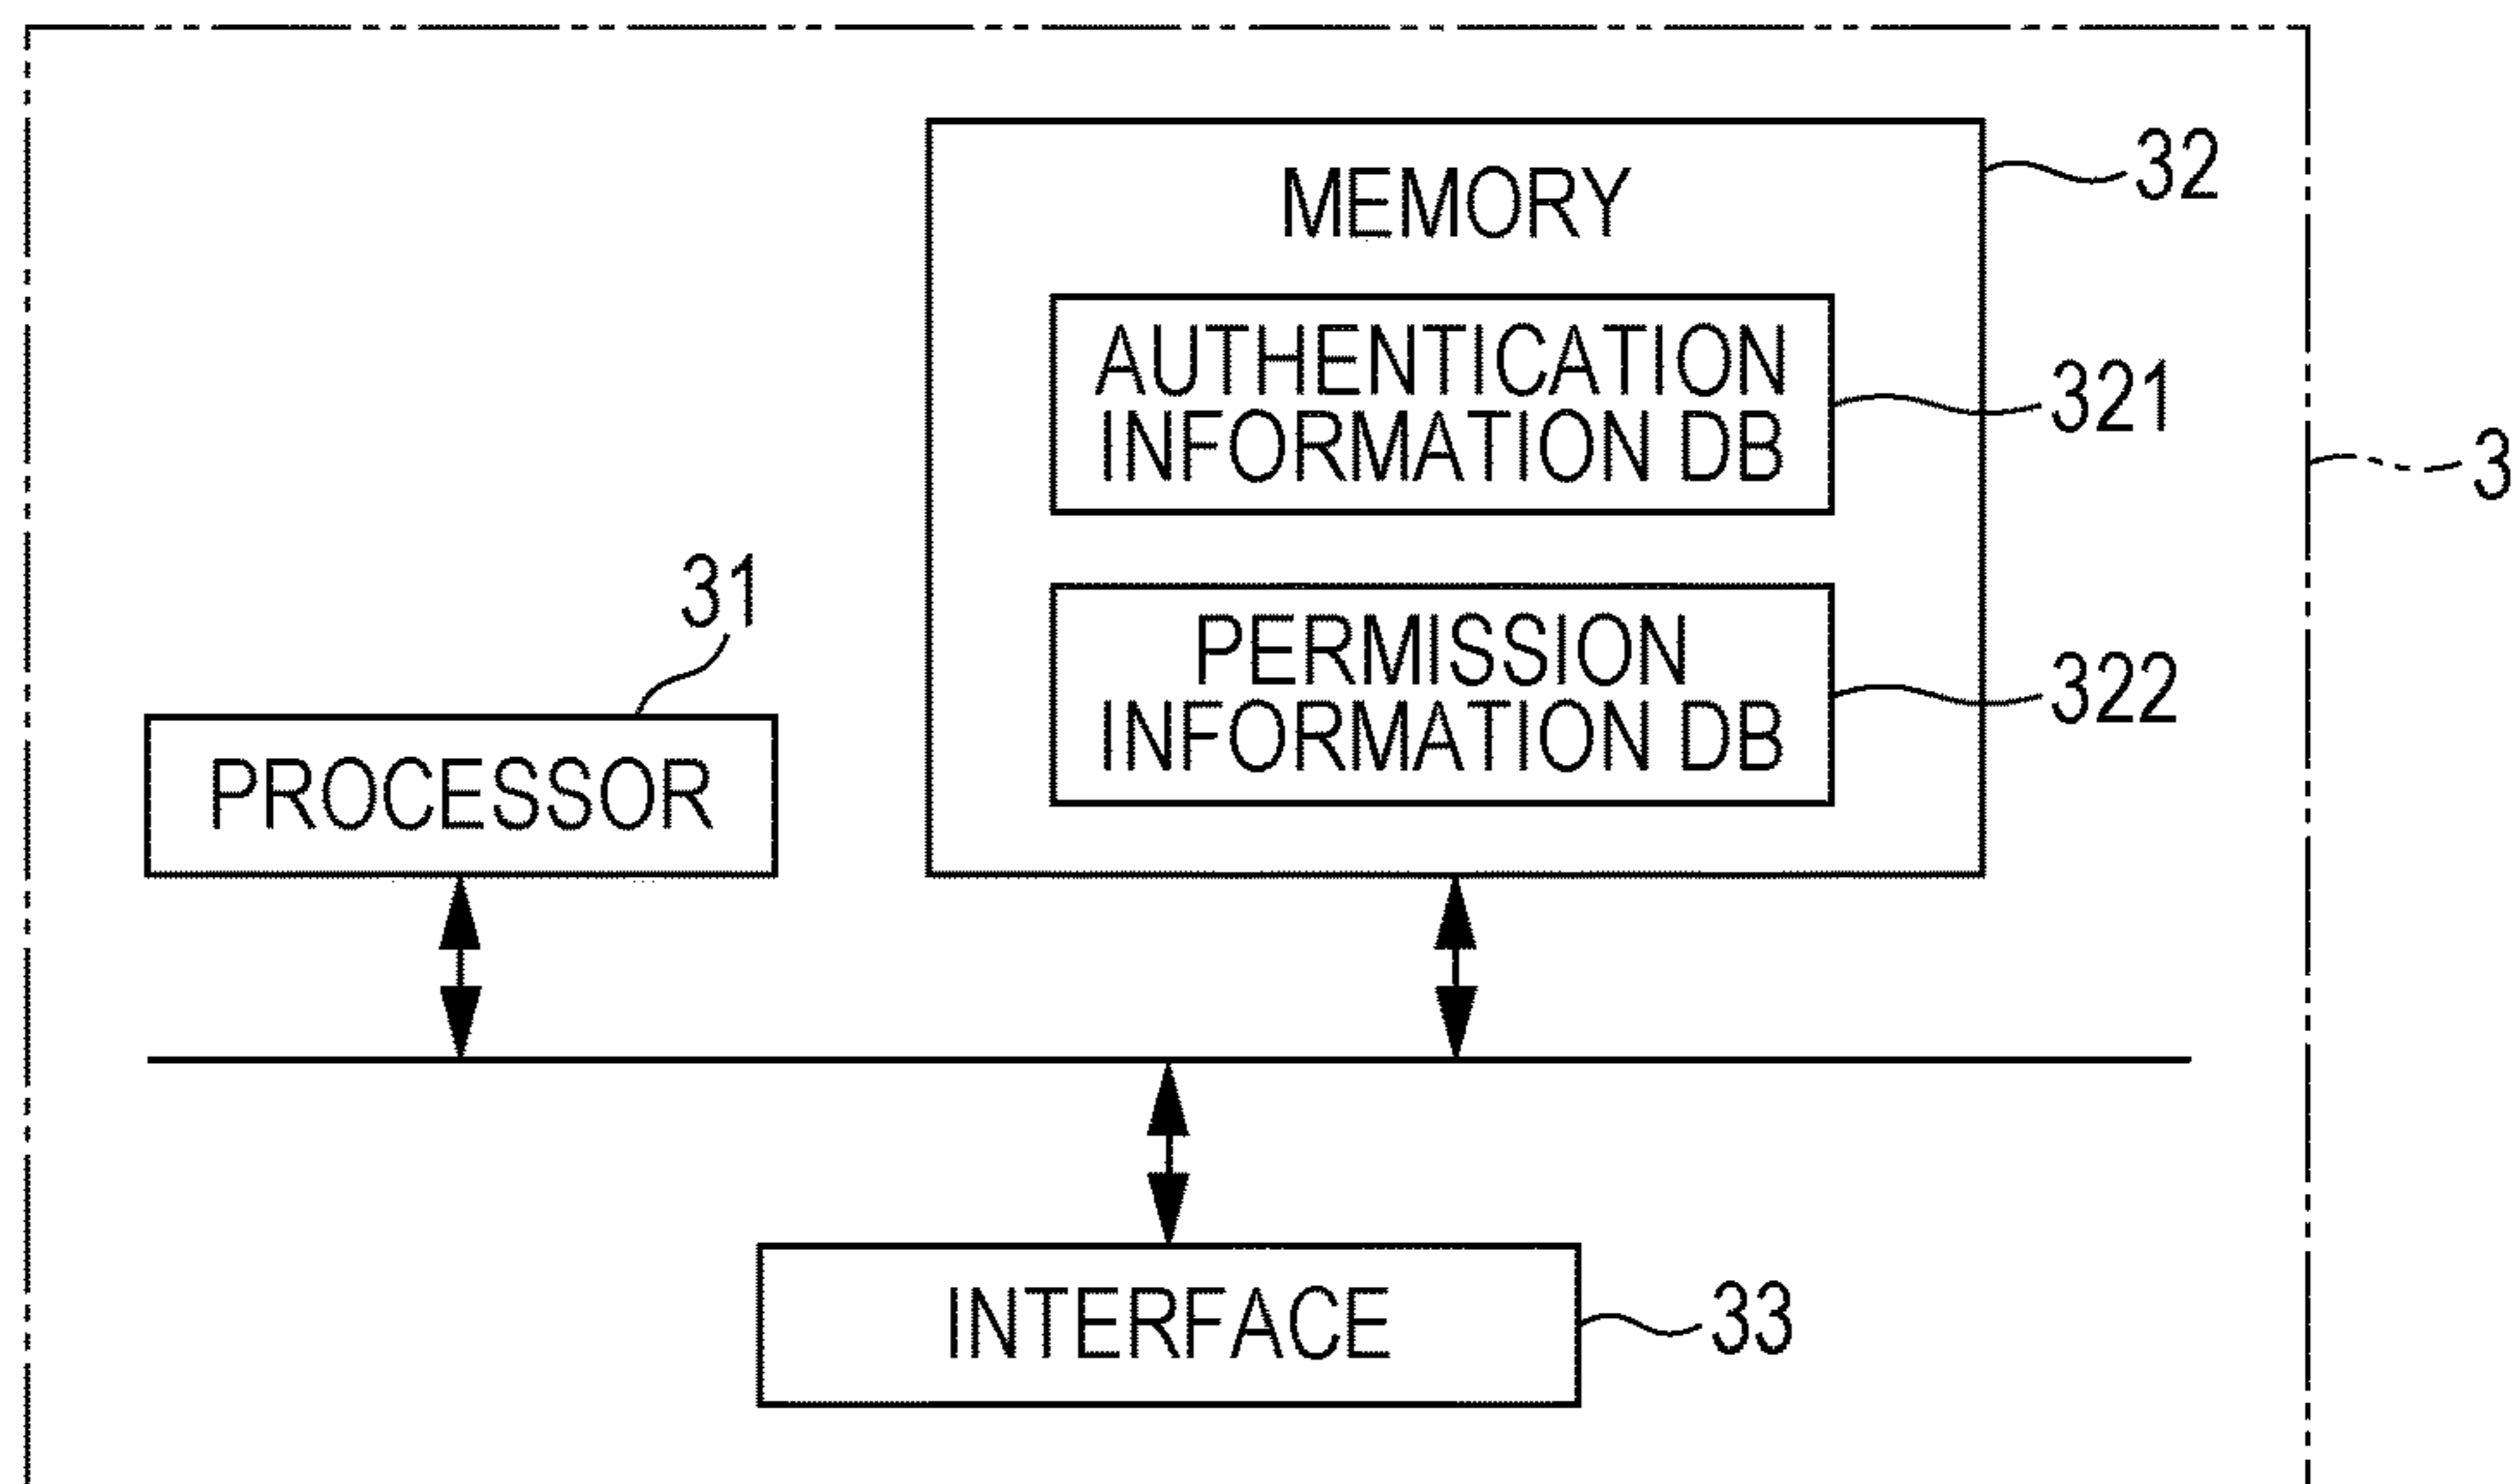 MEMORY
32
AUTHENTICATION
INFORMATION DB
321
3
PERMISSION
INFORMATION DB
322
31
PROCESSOR
INTERFACE
33